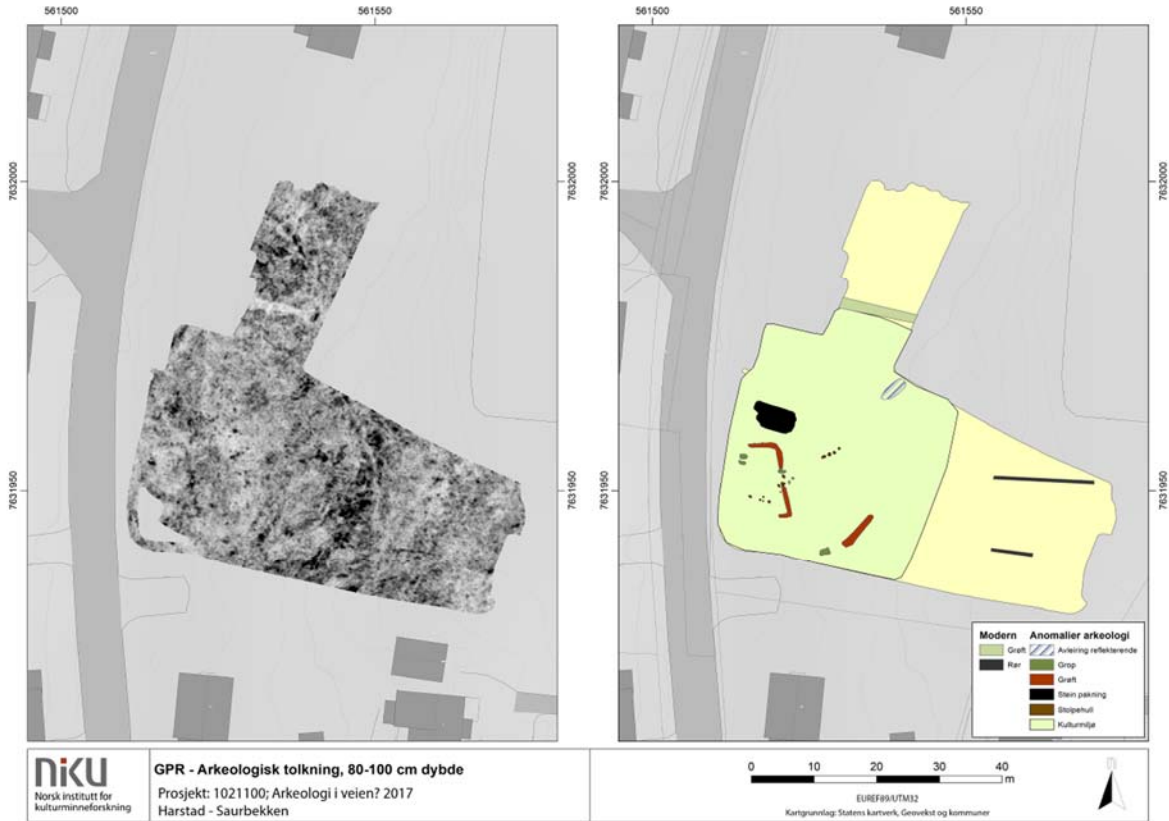 561500
561550
561500
561550
7632000
7632000
7632000
7631950
7631950
7631950
Modern
Grøft
Rør
Anomalier arkeologi
Avleiring reflekterende
Grop
Grøft
Stein pakning
Stolpehull
Kulturmiljø
niku
Norsk institutt for
kulturminneforskning
GPR - Arkeologisk tolkning, 80-100 cm dybde
Prosjekt: 1021100; Arkeologi i veien? 2017
Harstad - Saurbekken
0 10 20 30 40
m
EUREF89/UTM32
Kartgrunnlag: Statens kartverk, Geovekst og kommuner